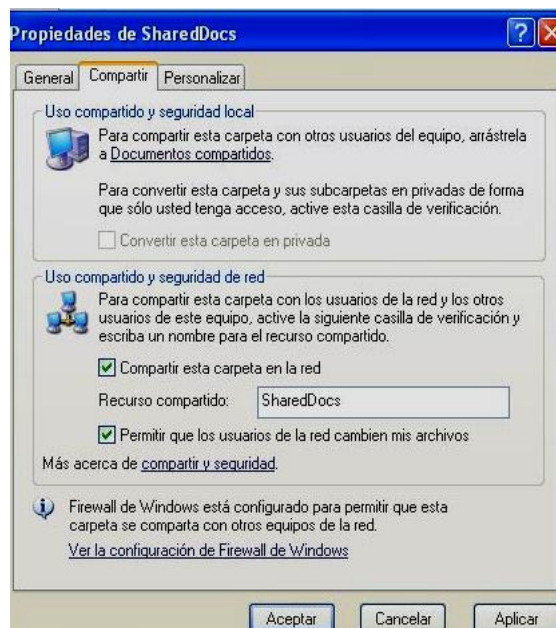 Propiedades de SharedDocs
General Compartir Personalizar
Uso compartido y seguridad local
Para compartir esta carpeta con otros usuarios del equipo, arrástrela
a Documentos compartidos.
Para convertir esta carpeta y sus subcarpetas en privadas de forma
que sólo usted tenga acceso, active esta casilla de verificación.
Convertir esta carpeta en privada
Uso compartido y seguridad de red
Para compartir esta carpeta con los usuarios de la red y los otros
usuarios de este equipo, active la siguiente casilla de verificación y
escriba un nombre para el recurso compartido.
Compartir esta carpeta en la red
Recurso compartido: SharedDocs
Permitir que los usuarios de la red cambien mis archivos
Más acerca de compartir y seguridad.
Firewall de Windows está configurado para permitir que esta
carpeta se comparta con otros equipos de la red.
Ver la configuración de Firewall de Windows
Aceptar Cancelar Aplicar